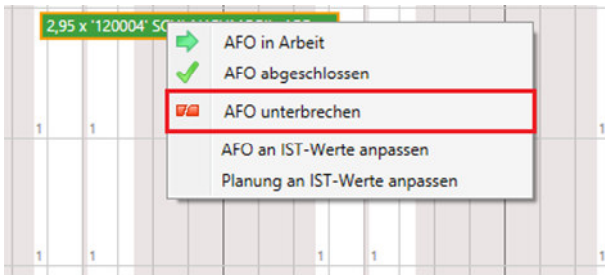 2,95 x '120004'
AFO in Arbeit
AFO abgeschlossen
AFO unterbrechen
AFO an IST-Werte anpassen
Planung an IST-Werte anpassen
1 1 1
1 1 1 1 1